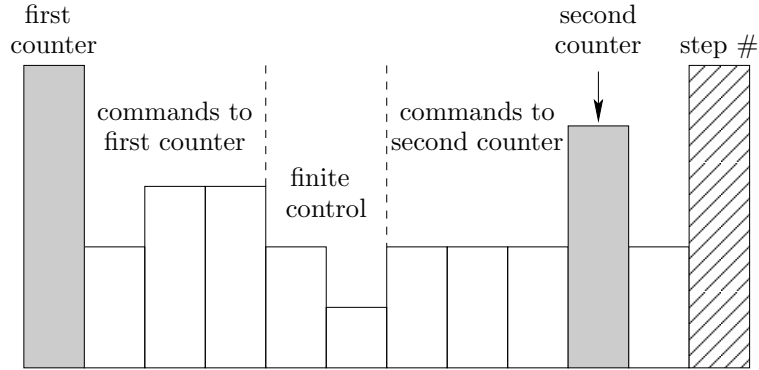 first
counter
second
counter
step #
commands to
first counter
finite
control
commands to
second counter